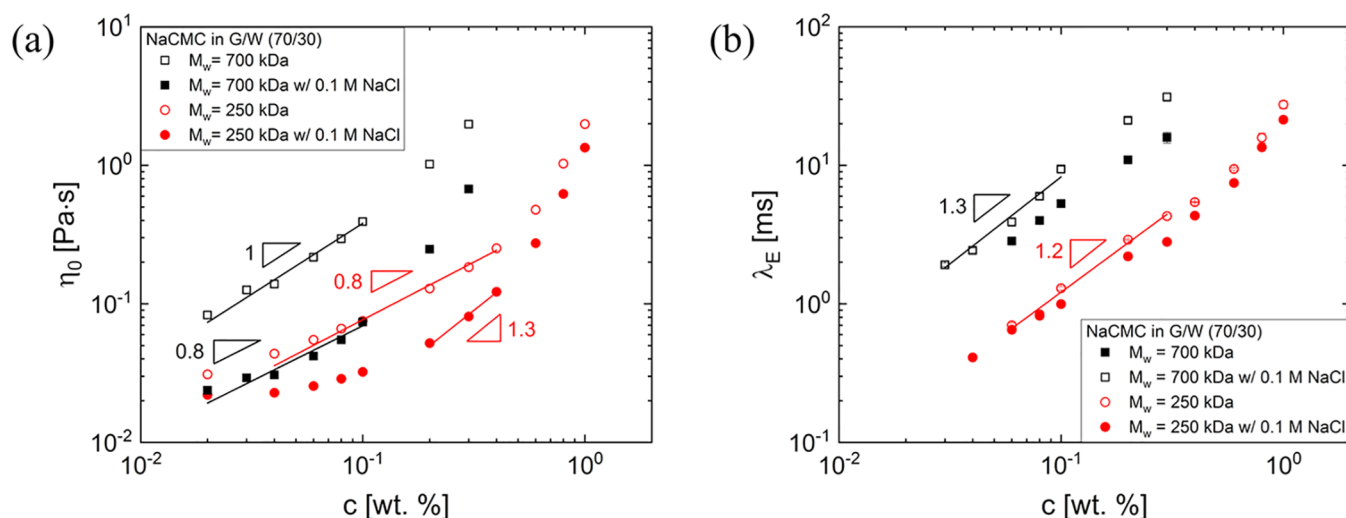 (a)
NaCMC in G/W (70/30)
M_w= 700 kDa
M_w= 700 kDa w/ 0.1 M NaCl
M_w= 250 kDa
M_w= 250 kDa w/ 0.1 M NaCl
10^1
10^0
10^-1
10^-2
η_0 [Pa·s]
1
0.8
0.8
1.3
10^-2
10^-1
10^0
c [wt. %]
(b)
10^2
10^1
10^0
10^-1
λ_E [ms]
1.3
1.2
NaCMC in G/W (70/30)
M_w = 700 kDa
M_w = 700 kDa w/ 0.1 M NaCl
M_w = 250 kDa
M_w = 250 kDa w/ 0.1 M NaCl
10^-2
10^-1
10^0
c [wt. %]